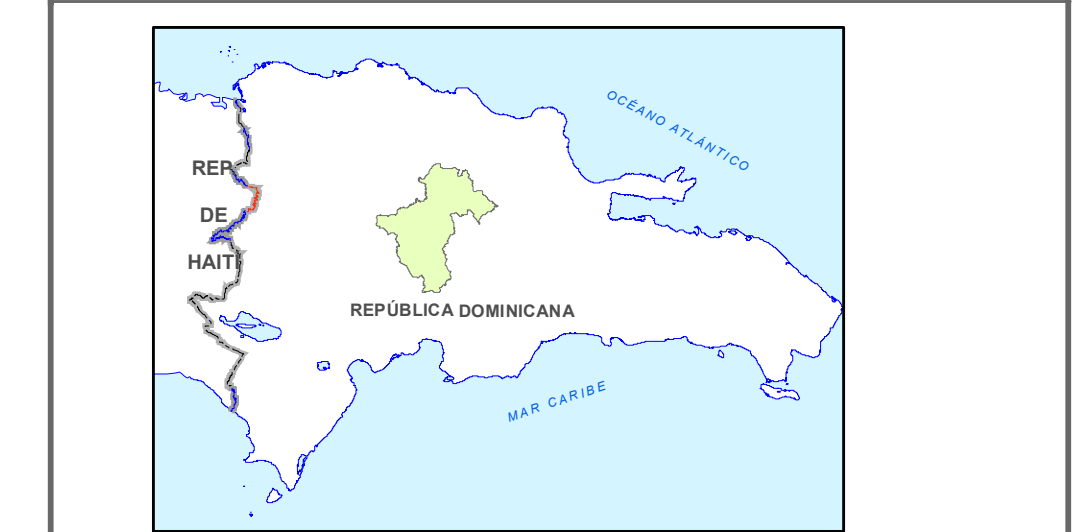 OCÉANO ATLÁNTICO
REP
DE
HAITI
REPÚBLICA DOMINICANA
MAR CARIBE